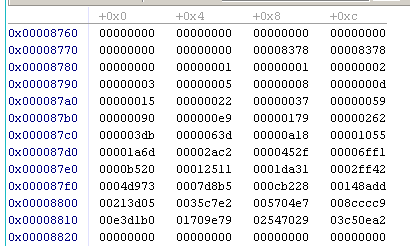 +0x0 +0x4 +0x8 +0xc
0x00008760 00000000 00000000 00000000 00000000
0x00008770 00000000 00000000 00008378 00008378
0x00008780 00000000 00000001 00000001 00000002
0x00008790 00000003 00000005 00000008 0000000d
0x000087a0 00000015 00000022 00000037 00000059
0x000087b0 00000090 000000e9 00000179 00000262
0x000087c0 000003db 0000063d 00000a18 00001055
0x000087d0 00001a6d 00002ac2 0000452f 00006ff1
0x000087e0 0000b520 00012511 0001da31 0002ff42
0x000087f0 0004d973 0007d8b5 000cb228 00148add
0x00008800 00213d05 0035c7e2 005704e7 008cccc9
0x00008810 00e3d1b0 01709e79 02547029 03c50ea2
0x00008820 00000000 00000000 00000000 00000000